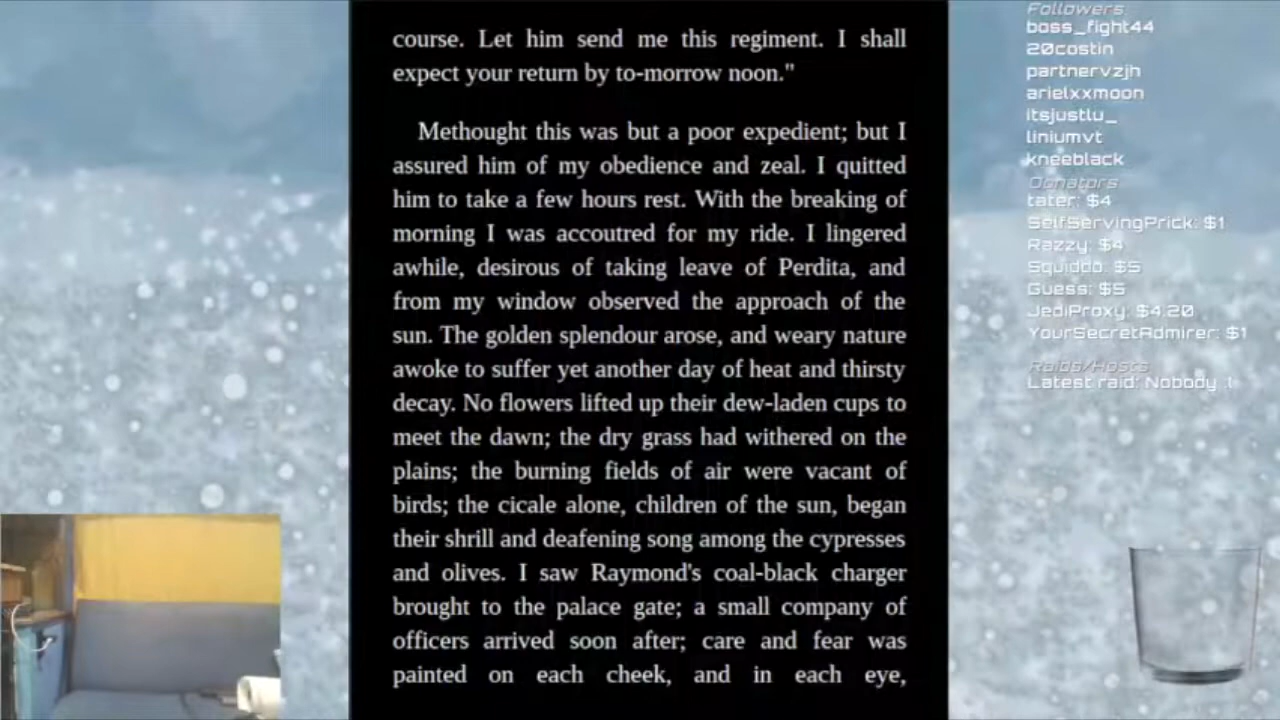 course. Let him send me this regiment. I shall
expect your return by to-morrow noon."
Methought this was but a poor expedient; but I
assured him of my obedience and zeal. I quitted
him to take a few hours rest. With the breaking of
morning I was accoutred for my ride. I lingered
awhile, desirous of taking leave of Perdita, and
from my window observed the approach of the
sun. The golden splendour arose, and weary nature
awoke to suffer yet another day of heat and thirsty
decay. No flowers lifted up their dew-laden cups to
meet the dawn; the dry grass had withered on the
plains; the burning fields of air were vacant of
birds; the cicale alone, children of the sun, began
their shrill and deafening song among the cypresses
and olives. I saw Raymond's coal-black charger
brought to the palace gate; a small company of
officers arrived soon after; care and fear was
painted on each cheek, and in each eye,
Followers
boss_fight44
20costin
partnervzjh
arielxxmoon
itsjustlu_
liniumvt
kneeblack
Donators
tater: $4
SelfServingPrick: $1
Razzy: $4
Squiddo: $5
Guess: $5
JediProxy: $4.20
YourSecretAdmirer: $1
Raids/Hosts
Latest raid: Nobody :(